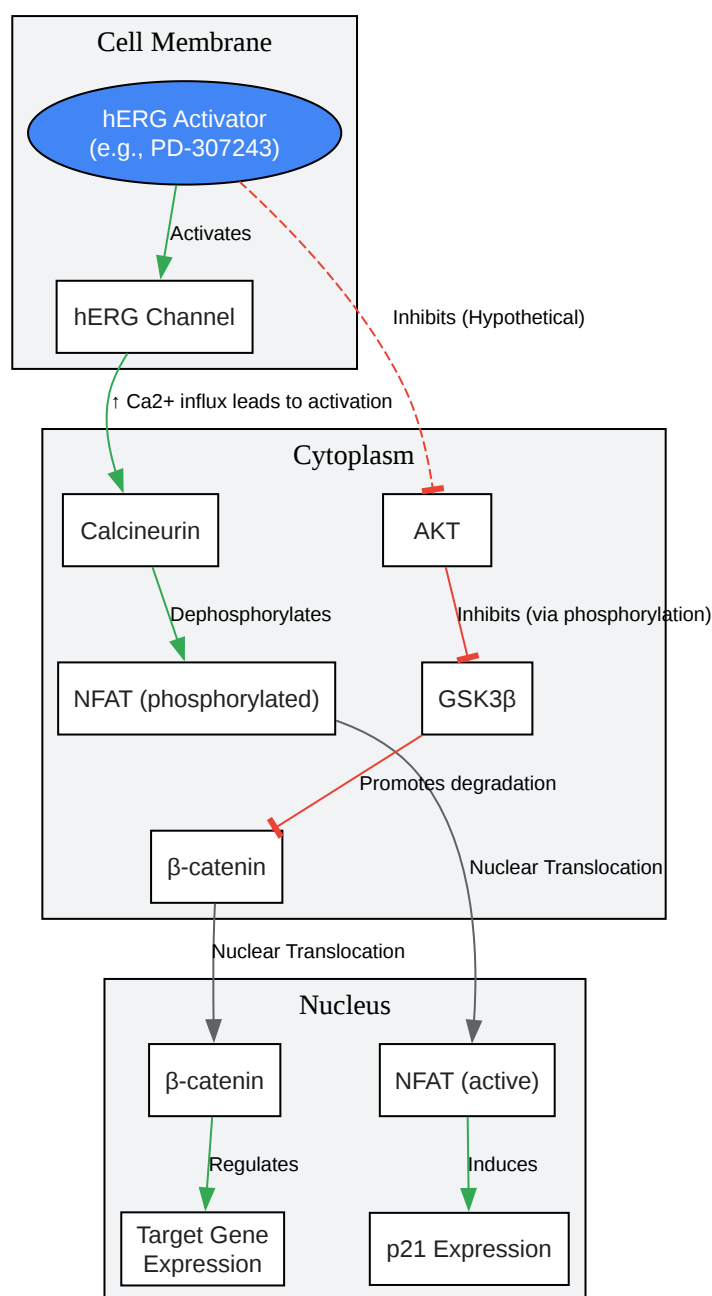 Cell Membrane
hERG Activator
(e.g., PD-307243)
Activates
hERG Channel
Inhibits (Hypothetical)
↑ Ca2+ influx leads to activation
Cytoplasm
Calcineurin
AKT
Dephosphorylates
Inhibits (via phosphorylation)
NFAT (phosphorylated)
GSK3β
Promotes degradation
β-catenin
Nuclear Translocation
Nuclear Translocation
Nucleus
β-catenin
NFAT (active)
Regulates
Induces
Target Gene
Expression
p21 Expression